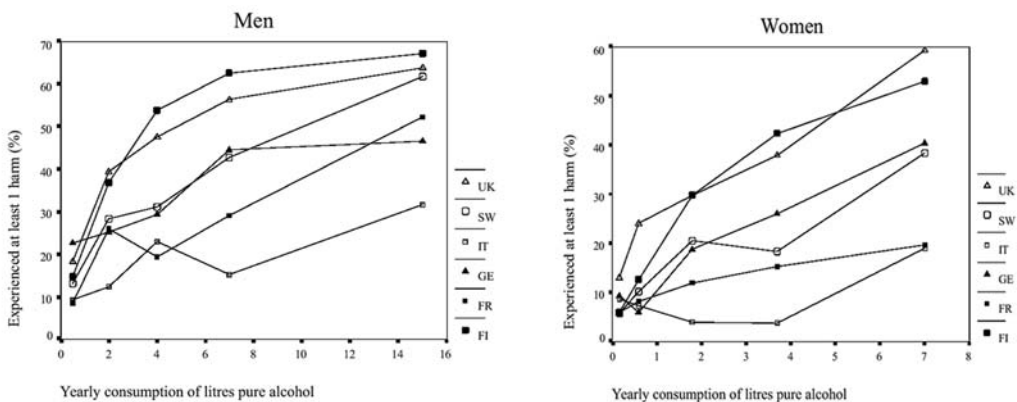 Men
Experienced at least 1 harm (%)
70
60
50
40
30
20
10
0
0 2 4 6 8 10 12 14 16
Yearly consumption of litres pure alcohol
UK
SW
IT
GE
FR
FI
Women
Experienced at least 1 harm (%)
60
50
40
30
20
10
0
0 1 2 3 4 5 6 7 8
Yearly consumption of litres pure alcohol
UK
SW
IT
GE
FR
FI